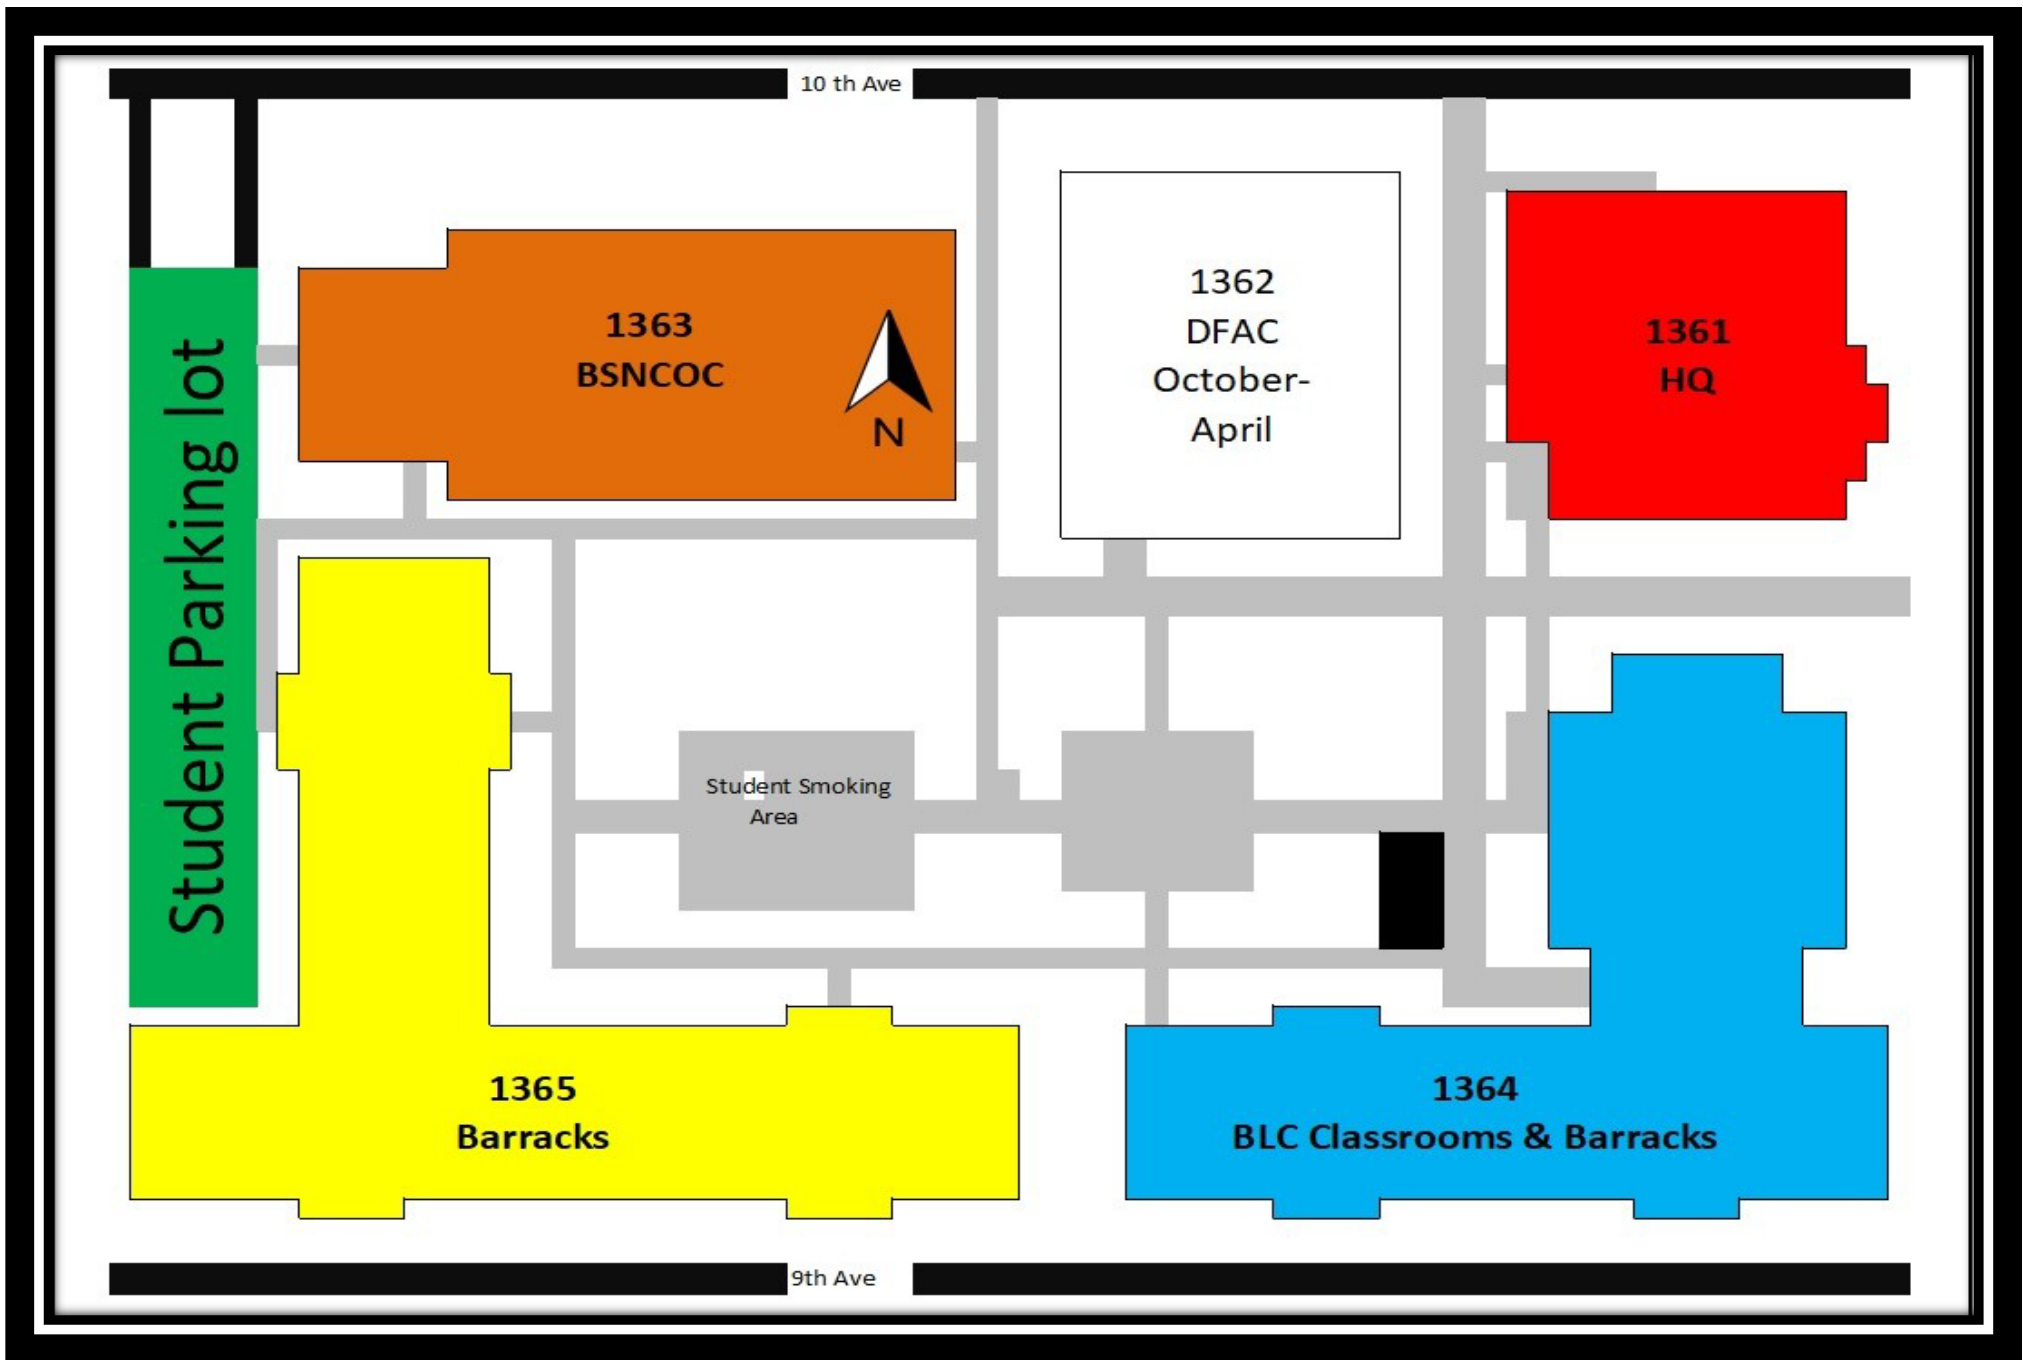 10 th Ave
1363
BSNCOC
N
1362
DFAC
October-
April
1361
HQ
Student Parking lot
Student Smoking
Area
1365
Barracks
1364
BLC Classrooms & Barracks
9th Ave